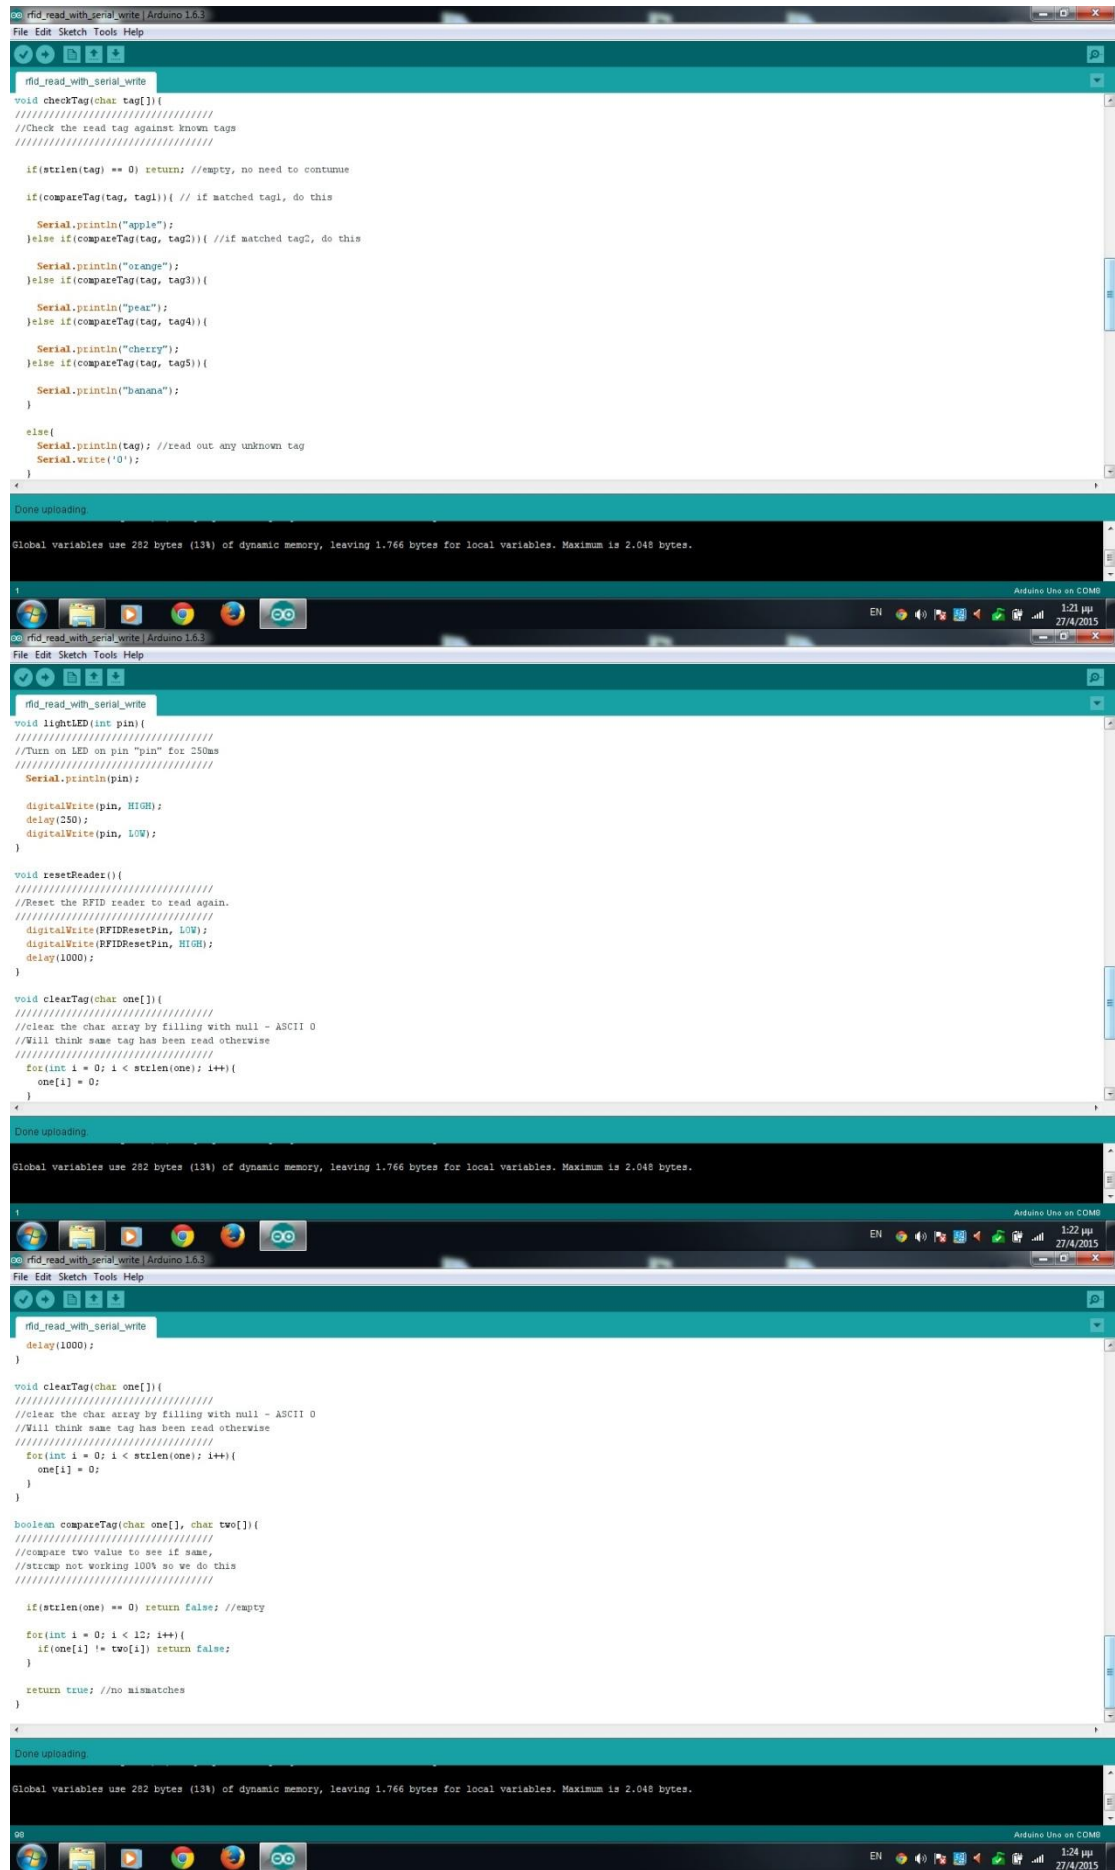 rfid_read_with_serial_write | Arduino 1.6.3
File Edit Sketch Tools Help
rfid_read_with_serial_write
void checkTag(char tag[]){
///////////////////////////////////
//Check the read tag against known tags
///////////////////////////////////
if(strlen(tag) == 0) return; //empty, no need to contunue
if(compareTag(tag, tag1)){ // if matched tag1, do this
Serial.println("apple");
}else if(compareTag(tag, tag2)){ //if matched tag2, do this
Serial.println("orange");
}else if(compareTag(tag, tag3)){
Serial.println("pear");
}else if(compareTag(tag, tag4)){
Serial.println("cherry");
}else if(compareTag(tag, tag5)){
Serial.println("banana");
}
else{
Serial.println(tag); //read out any unknown tag
Serial.write('0');
}
Done uploading.
Global variables use 282 bytes (13%) of dynamic memory, leaving 1.766 bytes for local variables. Maximum is 2.048 bytes.
1
Arduino Uno on COM8
EN
1:21 μμ
27/4/2015
rfid_read_with_serial_write | Arduino 1.6.3
File Edit Sketch Tools Help
rfid_read_with_serial_write
void lightLED(int pin){
///////////////////////////////////
//Turn on LED on pin "pin" for 250ms
///////////////////////////////////
Serial.println(pin);
digitalWrite(pin, HIGH);
delay(250);
digitalWrite(pin, LOW);
}
void resetReader(){
///////////////////////////////////
//Reset the RFID reader to read again.
///////////////////////////////////
digitalWrite(RFIDResetPin, LOW);
digitalWrite(RFIDResetPin, HIGH);
delay(1000);
}
void clearTag(char one[]){
///////////////////////////////////
//clear the char array by filling with null - ASCII 0
//Will think same tag has been read otherwise
///////////////////////////////////
for(int i = 0; i < strlen(one); i++){
one[i] = 0;
}
Done uploading.
Global variables use 282 bytes (13%) of dynamic memory, leaving 1.766 bytes for local variables. Maximum is 2.048 bytes.
1
Arduino Uno on COM8
EN
1:22 μμ
27/4/2015
rfid_read_with_serial_write | Arduino 1.6.3
File Edit Sketch Tools Help
rfid_read_with_serial_write
delay(1000);
}
void clearTag(char one[]){
///////////////////////////////////
//clear the char array by filling with null - ASCII 0
//Will think same tag has been read otherwise
///////////////////////////////////
for(int i = 0; i < strlen(one); i++){
one[i] = 0;
}
}
boolean compareTag(char one[], char two[]){
///////////////////////////////////
//compare two value to see if same,
//strcmp not working 100% so we do this
///////////////////////////////////
if(strlen(one) == 0) return false; //empty
for(int i = 0; i < 12; i++){
if(one[i] != two[i]) return false;
}
return true; //no mismatches
}
Done uploading.
Global variables use 282 bytes (13%) of dynamic memory, leaving 1.766 bytes for local variables. Maximum is 2.048 bytes.
98
Arduino Uno on COM8
EN
1:24 μμ
27/4/2015